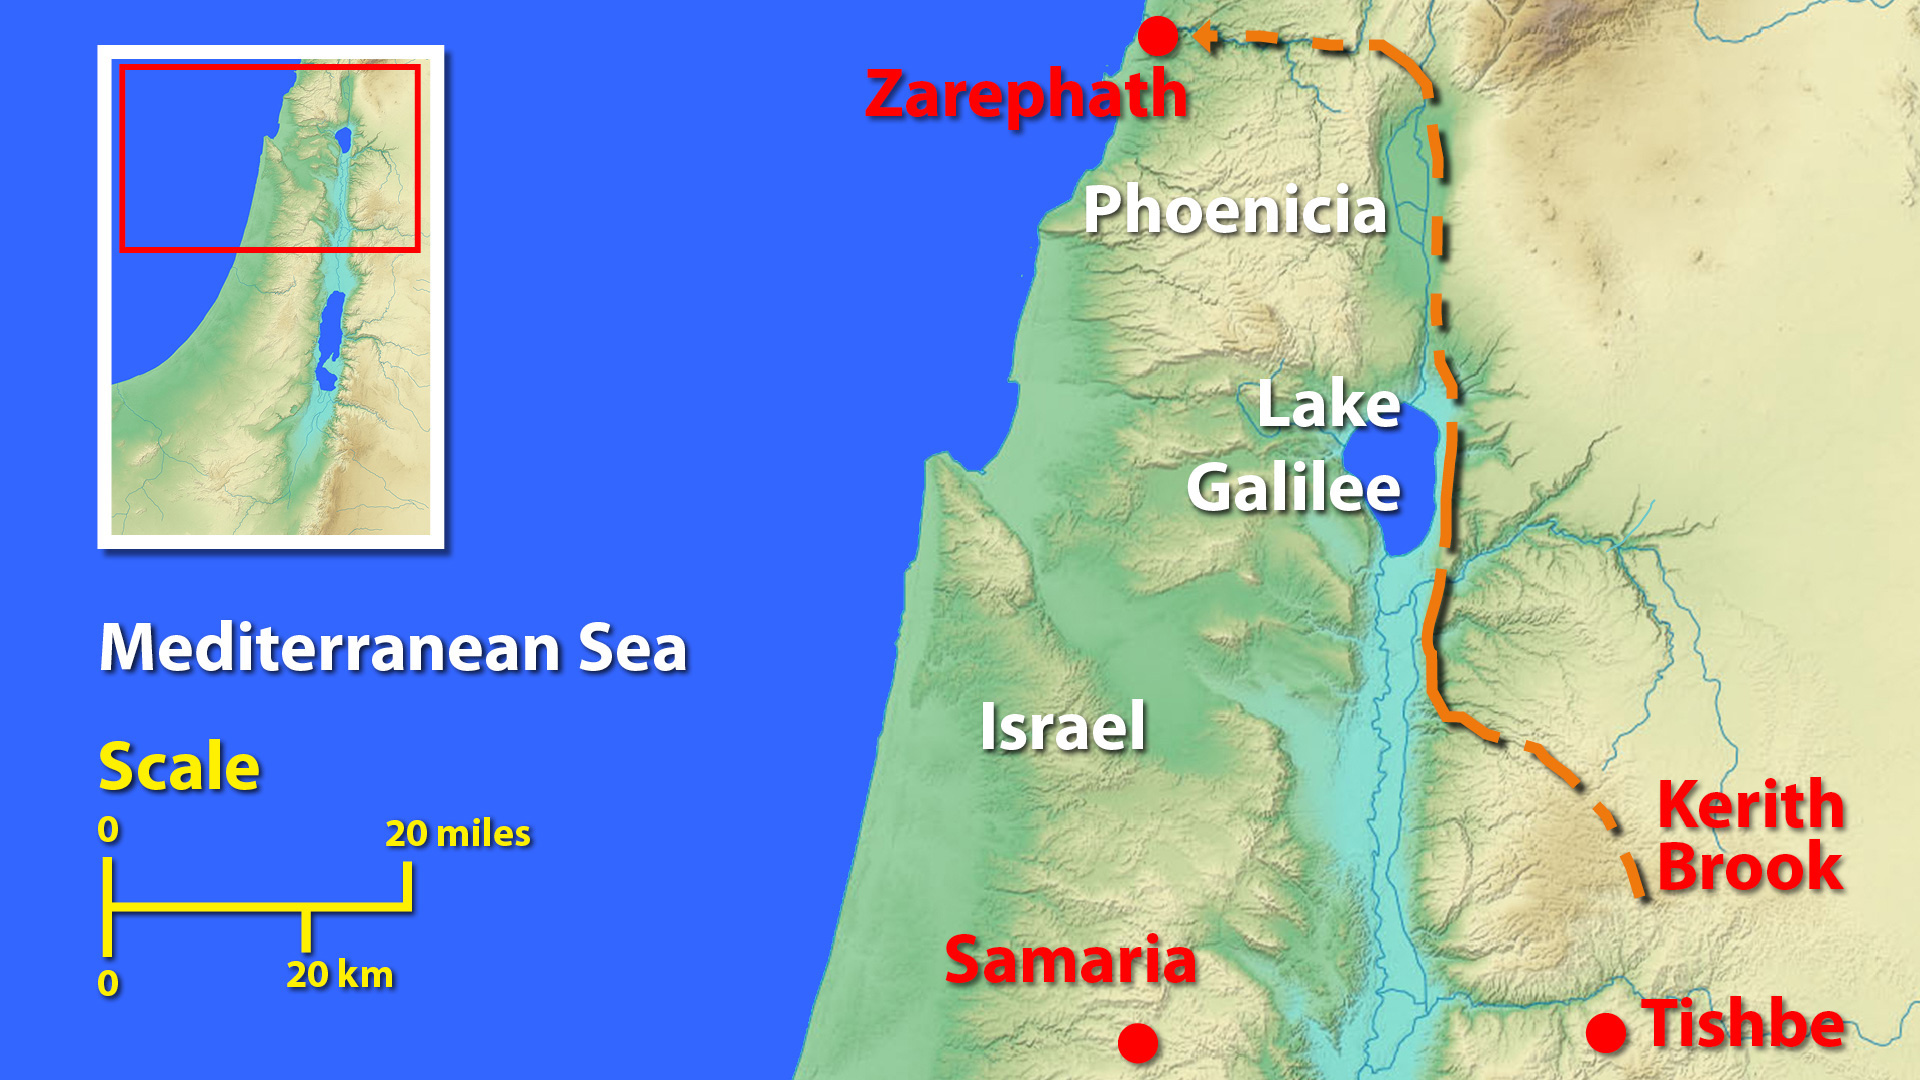 Zarephath
Phoenicia
Lake
Galilee
Mediterranean Sea
Israel
Scale
0
20 miles
0
20 km
Kerith
Brook
Samaria
Tishbe